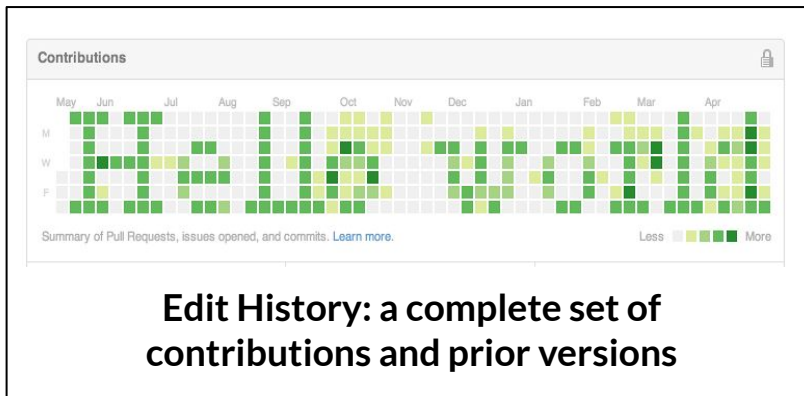 Contributions
May Jun Jul Aug Sep Oct Nov Dec Jan Feb Mar Apr
M
W
F
Summary of Pull Requests, issues opened, and commits. Learn more.
Less More
Edit History: a complete set of
contributions and prior versions